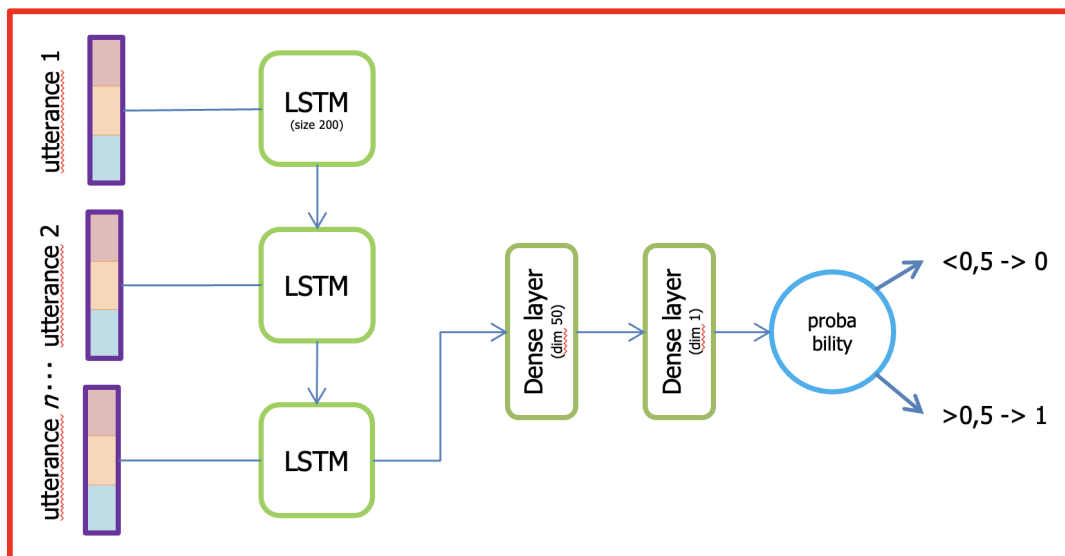 utterance 1
LSTM
(size 200)
utterance 2
LSTM
utterance n...
LSTM
Dense layer
(dim 50)
Dense layer
(dim 1)
proba
bility
<0,5 -> 0
>0,5 -> 1